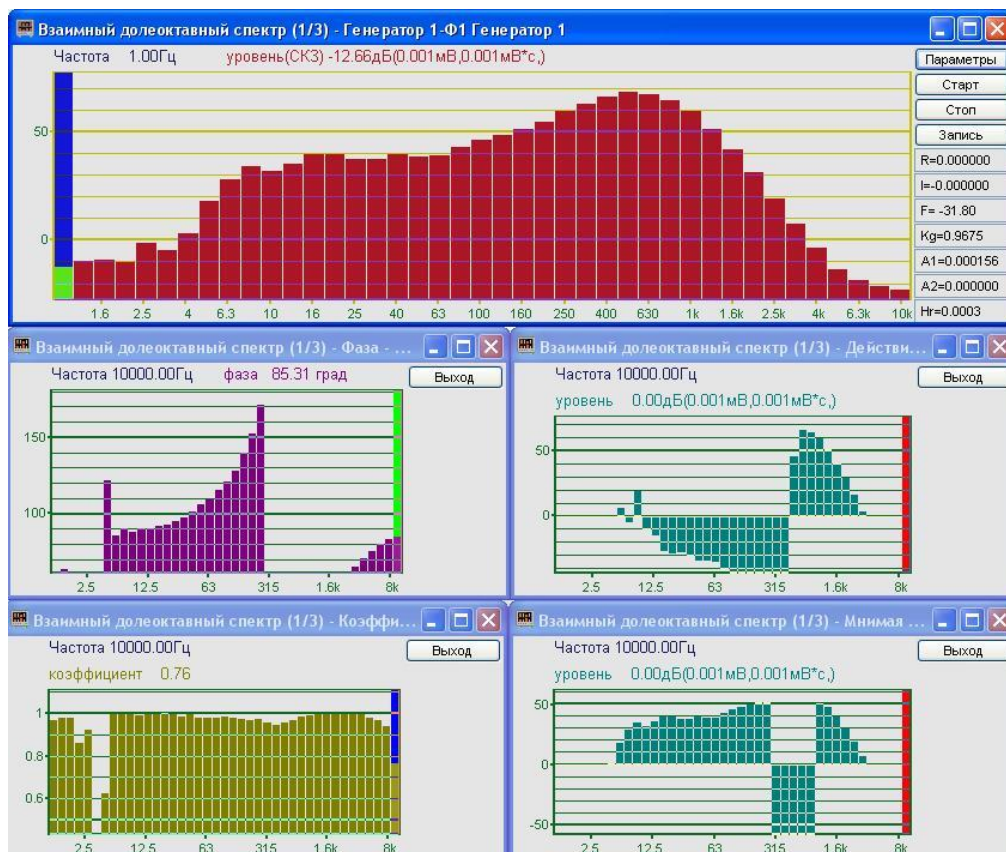 Взаимный долеоктавный спектр (1/3) - Генератор 1-Ф1 Генератор 1
Частота 1.00Гц уровень(СКЗ) -12.66дБ(0.001мВ,0.001мВ*с,)
Параметры
Старт
Стоп
Запись
R=0.000000
I=-0.000000
F= -31.80
Kg=0.9675
A1=0.000156
A2=0.000000
Hr=0.0003
50
0
1.6 2.5 4 6.3 10 16 25 40 63 100 160 250 400 630 1k 1.6k 2.5k 4k 6.3k 10k
Взаимный долеоктавный спектр (1/3) - Фаза - ...
Частота 10000.00Гц фаза 85.31 град
Выход
150
100
2.5 12.5 63 315 1.6k 8k
Взаимный долеоктавный спектр (1/3) - Действи...
Частота 10000.00Гц
Выход
уровень 0.00дБ(0.001мВ,0.001мВ*с,)
50
0
2.5 12.5 63 315 1.6k 8k
Взаимный долеоктавный спектр (1/3) - Коэффи...
Частота 10000.00Гц
Выход
коэффициент 0.76
1
0.8
0.6
2.5 12.5 63 315 1.6k 8k
Взаимный долеоктавный спектр (1/3) - Мнимая ...
Частота 10000.00Гц
Выход
уровень 0.00дБ(0.001мВ,0.001мВ*с,)
50
0
-50
2.5 12.5 63 315 1.6k 8k